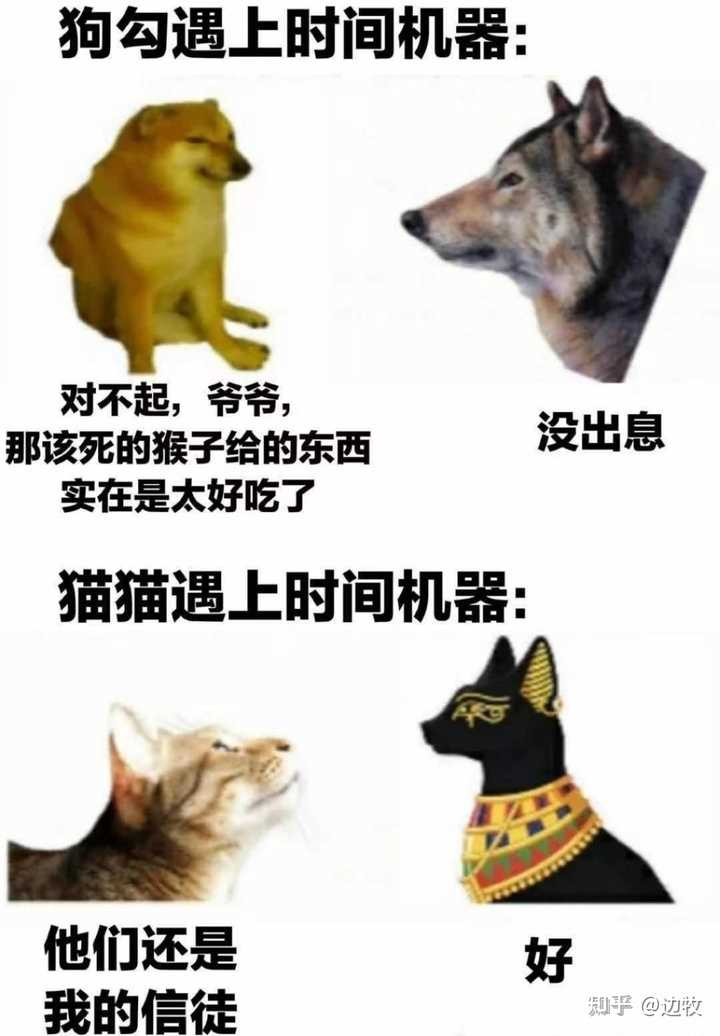 狗勾遇上时间机器:
对不起，爷爷，
那该死的猴子给的东西
实在是太好吃了
没出息
猫猫遇上时间机器:
他们还是
我的信徒
好
知乎 @边牧